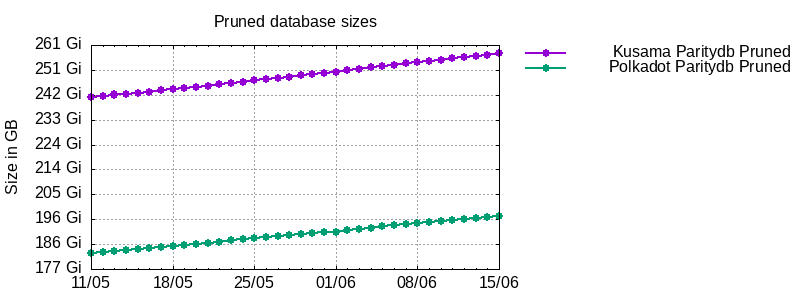 Pruned database sizes
Size in GB
261 Gi
251 Gi
242 Gi
233 Gi
224 Gi
214 Gi
205 Gi
196 Gi
186 Gi
177 Gi
11/05 18/05 25/05 01/06 08/06 15/06
Kusama Paritydb Pruned
Polkadot Paritydb Pruned